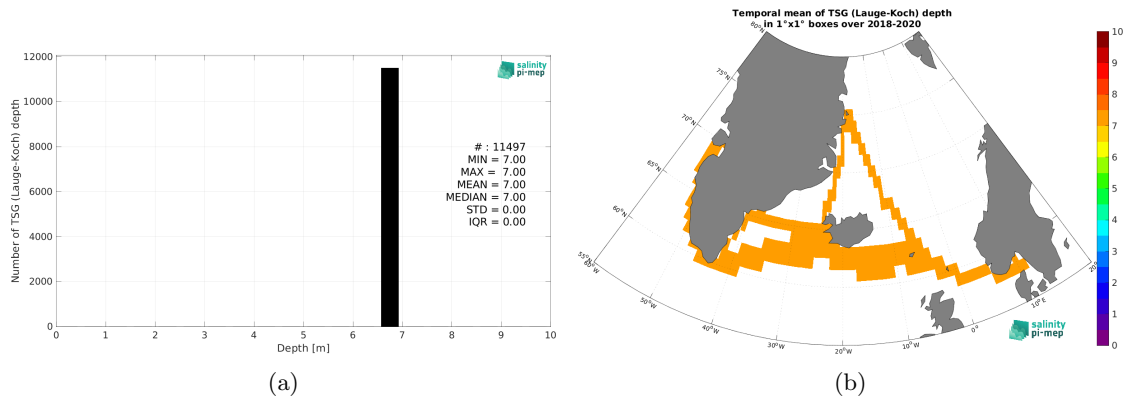 12000
10000
8000
6000
4000
2000
0
Number of TSG (Lauge-Koch) depth
0 1 2 3 4 5 6 7 8 9 10
Depth [m]
salinity
pi-mep
# : 11497
MIN = 7.00
MAX = 7.00
MEAN = 7.00
MEDIAN = 7.00
STD = 0.00
IQR = 0.00
(a)
Temporal mean of TSG (Lauge-Koch) depth
in 1°x1° boxes over 2018-2020
80°N
75°N
70°N
65°N
60°N
55°N
60°W
50°W
40°W
30°W
20°W
10°W
0°
10°E
20°
salinity
pi-mep
10
9
8
7
6
5
4
3
2
1
0
(b)